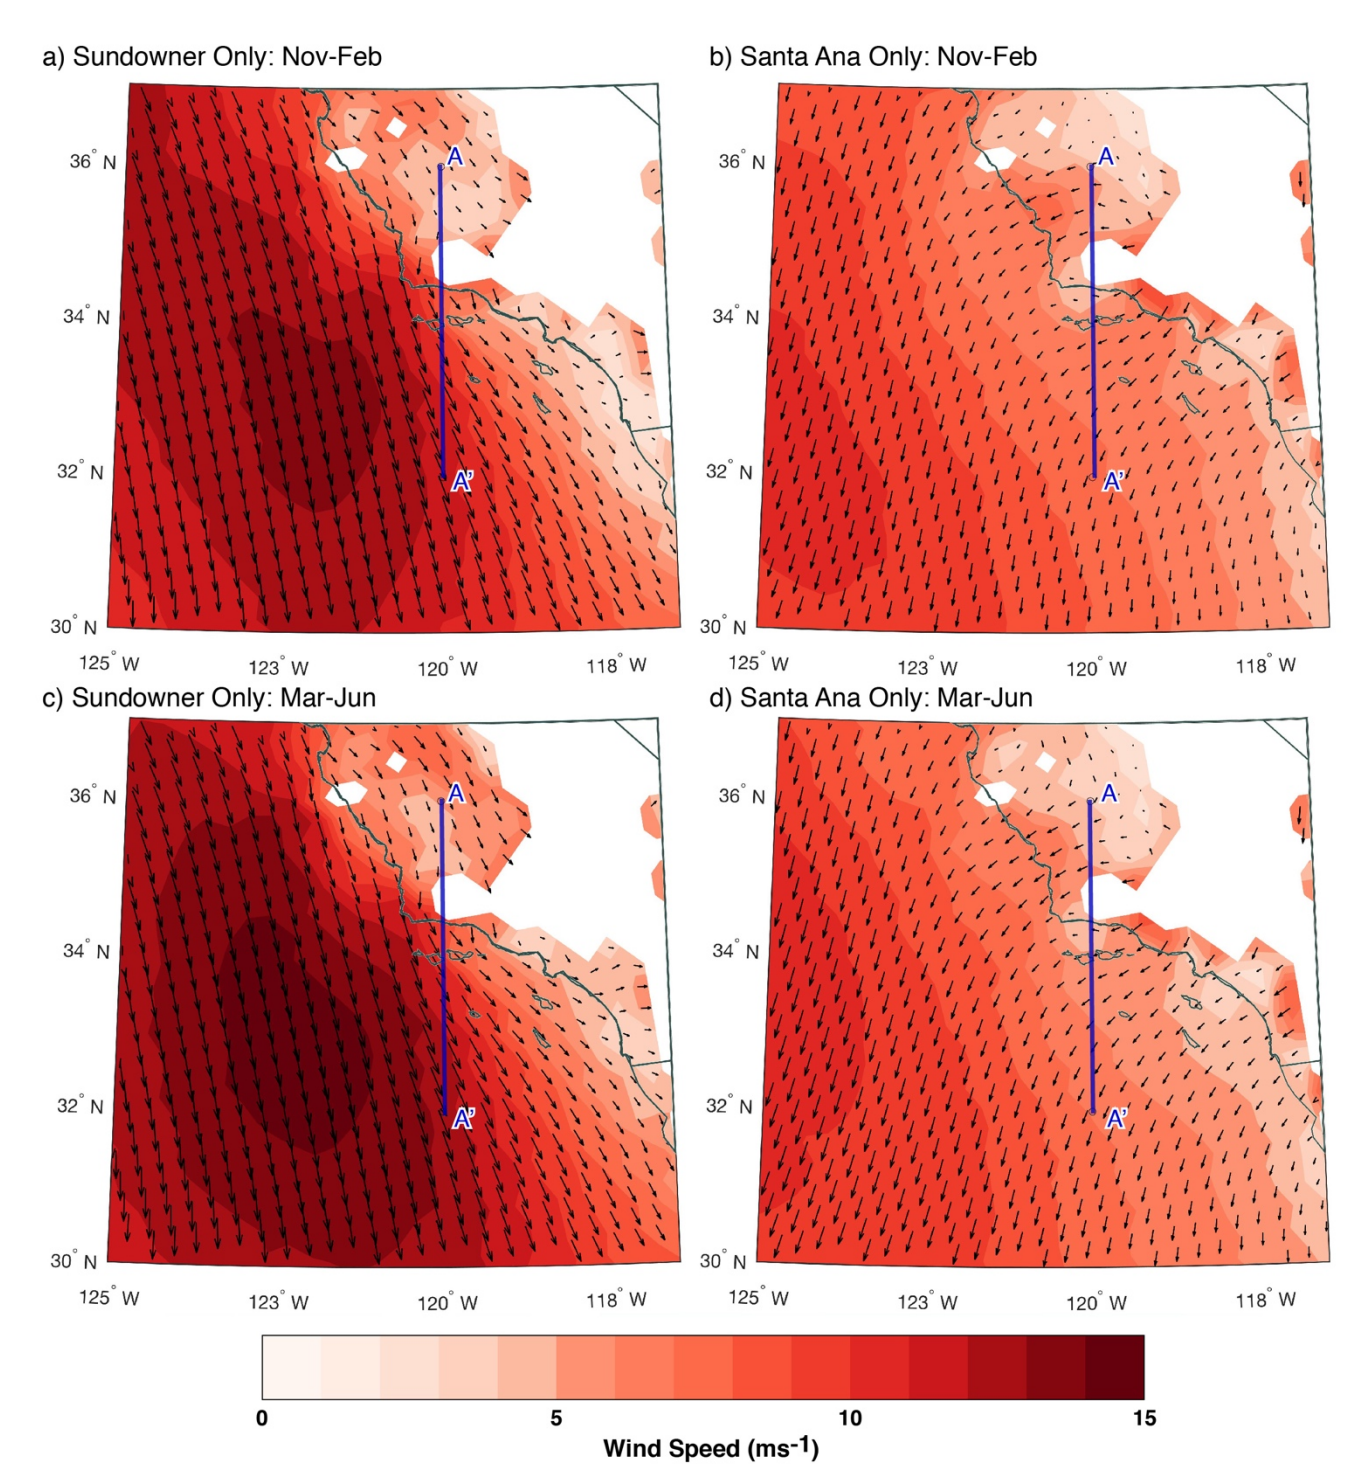 a) Sundowner Only: Nov-Feb
b) Santa Ana Only: Nov-Feb
36° N
A
36° N
A
34° N
34° N
32° N
A'
32° N
A'
30° N
30° N
125° W
123° W
120° W
118° W
125° W
123° W
120° W
118° W
c) Sundowner Only: Mar-Jun
d) Santa Ana Only: Mar-Jun
36° N
A
36° N
A
34° N
34° N
32° N
A'
32° N
A'
30° N
30° N
125° W
123° W
120° W
118° W
125° W
123° W
120° W
118° W
0
5
10
15
Wind Speed (ms-1)